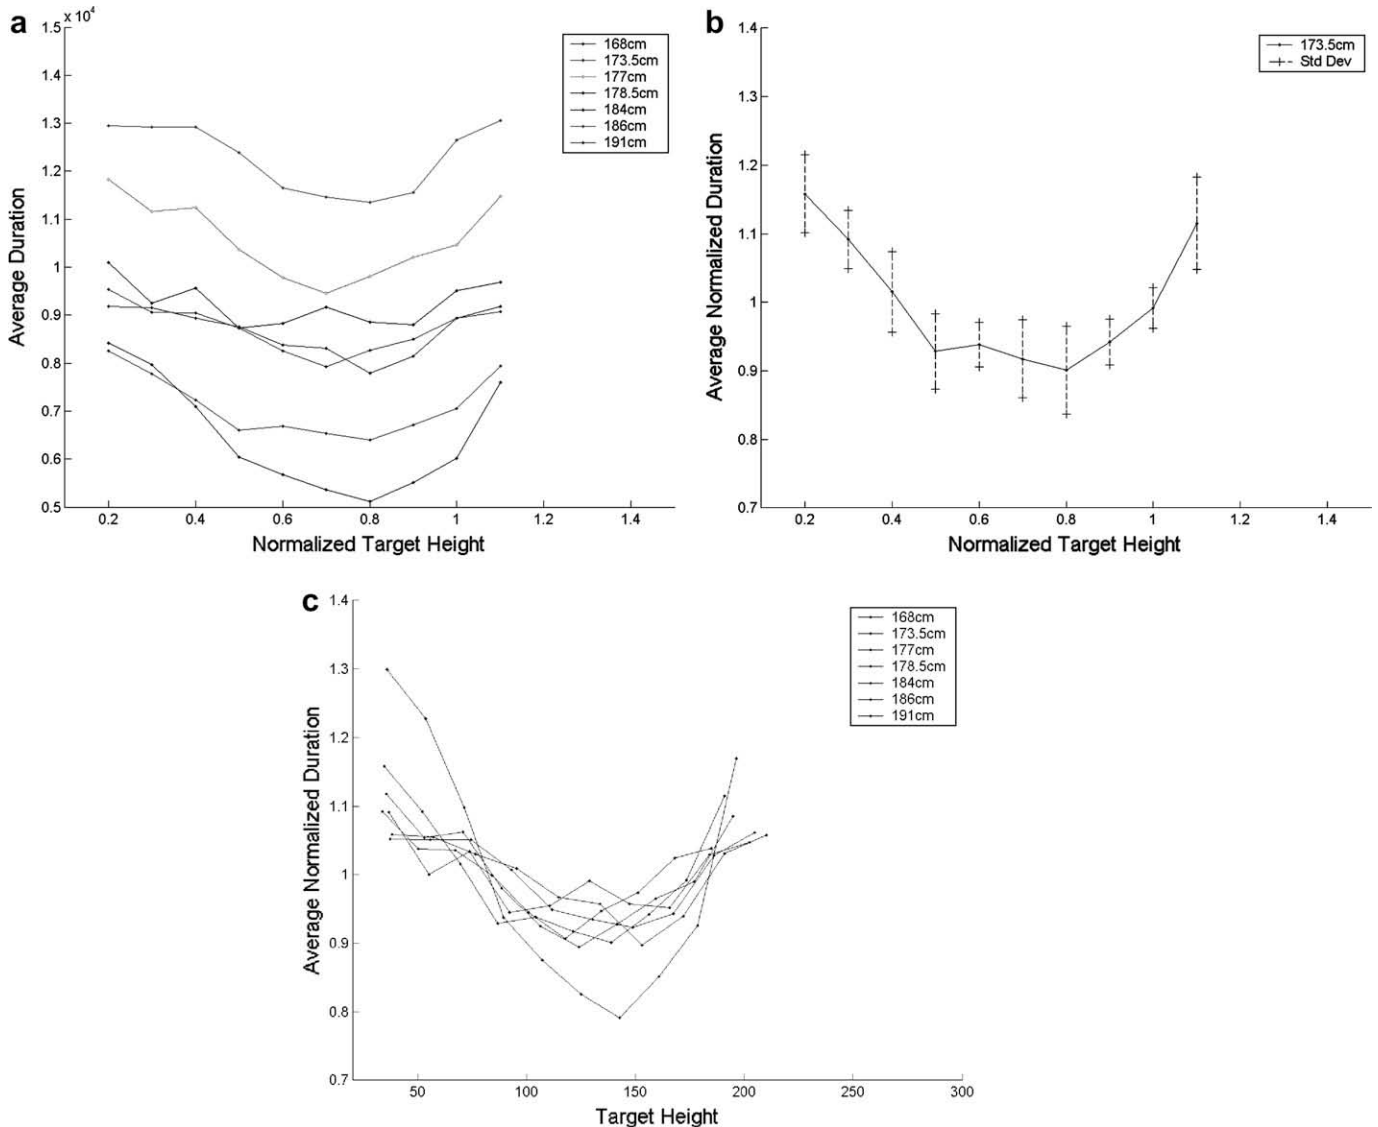 a
x 10⁴
1.5
1.4
1.3
1.2
1.1
1
0.9
0.8
0.7
0.6
0.5
Average Duration
0.2 0.4 0.6 0.8 1 1.2 1.4
Normalized Target Height
168cm
173.5cm
177cm
178.5cm
184cm
186cm
191cm
b
1.4
1.3
1.2
1.1
1
0.9
0.8
0.7
Average Normalized Duration
0.2 0.4 0.6 0.8 1 1.2 1.4
Normalized Target Height
173.5cm
Std Dev
c
1.4
1.3
1.2
1.1
1
0.9
0.8
0.7
Average Normalized Duration
50 100 150 200 250 300
Target Height
168cm
173.5cm
177cm
178.5cm
184cm
186cm
191cm